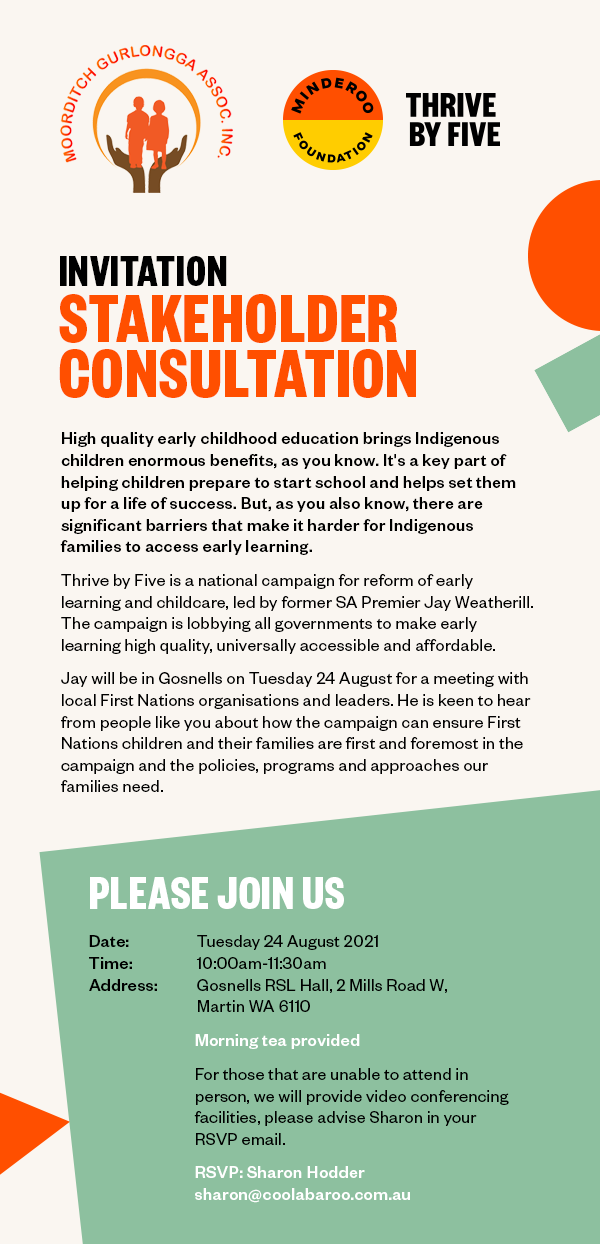 MOORDITCH GURLONGGA ASSOC. INC.
MINDEROO
FOUNDATION
THRIVE
BY FIVE
INVITATION
STAKEHOLDER
CONSULTATION
High quality early childhood education brings Indigenous
children enormous benefits, as you know. It's a key part of
helping children prepare to start school and helps set them
up for a life of success. But, as you also know, there are
significant barriers that make it harder for Indigenous
families to access early learning.
Thrive by Five is a national campaign for reform of early
learning and childcare, led by former SA Premier Jay Weatherill.
The campaign is lobbying all governments to make early
learning high quality, universally accessible and affordable.
Jay will be in Gosnells on Tuesday 24 August for a meeting with
local First Nations organisations and leaders. He is keen to hear
from people like you about how the campaign can ensure First
Nations children and their families are first and foremost in the
campaign and the policies, programs and approaches our
families need.
PLEASE JOIN US
Date: Tuesday 24 August 2021
Time: 10:00am-11:30am
Address: Gosnells RSL Hall, 2 Mills Road W,
Martin WA 6110
Morning tea provided
For those that are unable to attend in
person, we will provide video conferencing
facilities, please advise Sharon in your
RSVP email.
RSVP: Sharon Hodder
sharon@coolabaroo.com.au